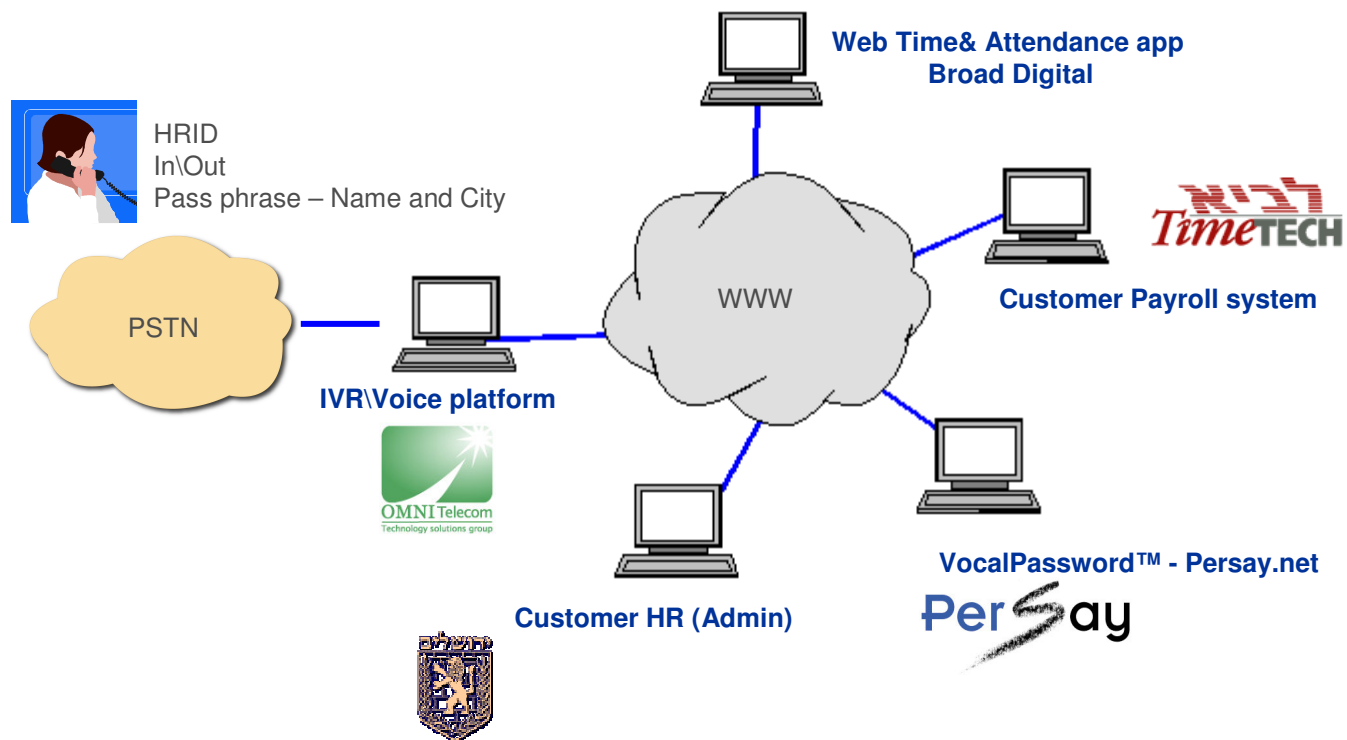 Web Time& Attendance app
Broad Digital
HRID
In\Out
Pass phrase – Name and City
לביא
TimeTECH
Customer Payroll system
WWW
PSTN
IVR\Voice platform
OMNI Telecom
Technology solutions group
VocalPassword™ - Persay.net
PerSay
Customer HR (Admin)
ירושלים